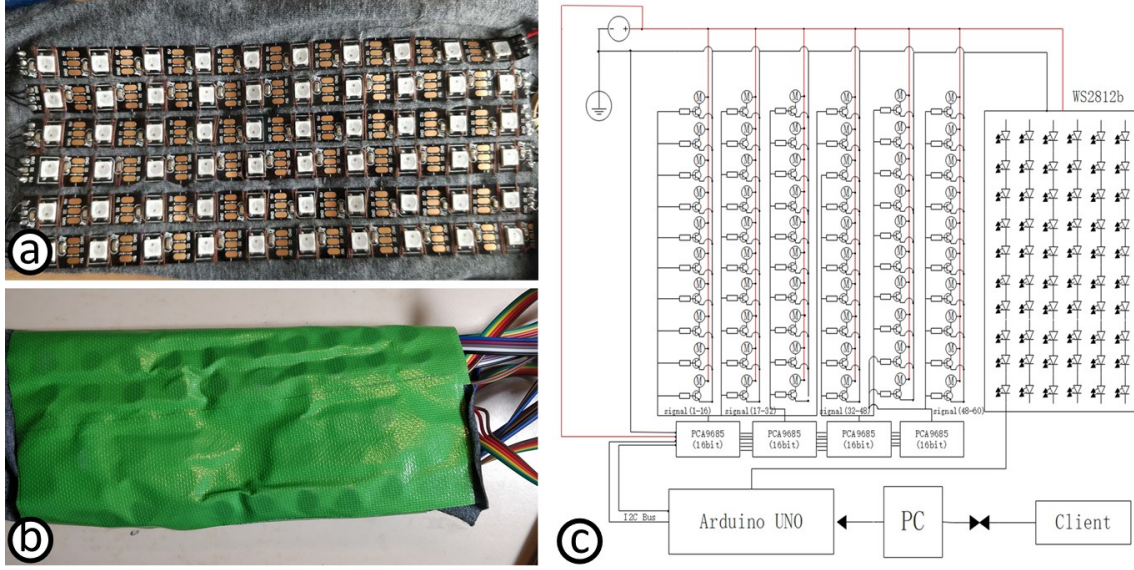 WS2812b
M M M M M M
M M M M M M
M M M M M M
M M M M M M
M M M M M M
M M M M M M
M M M M M M
M M M M M M
M M M M M M
M M M M M M
signal(1-16)
signal(17-32)
signal(32-48)
signal(48-60)
PCA9685
(16bit)
PCA9685
(16bit)
PCA9685
(16bit)
PCA9685
(16bit)
I2C Bus
Arduino UNO
PC
Client
a
b
c